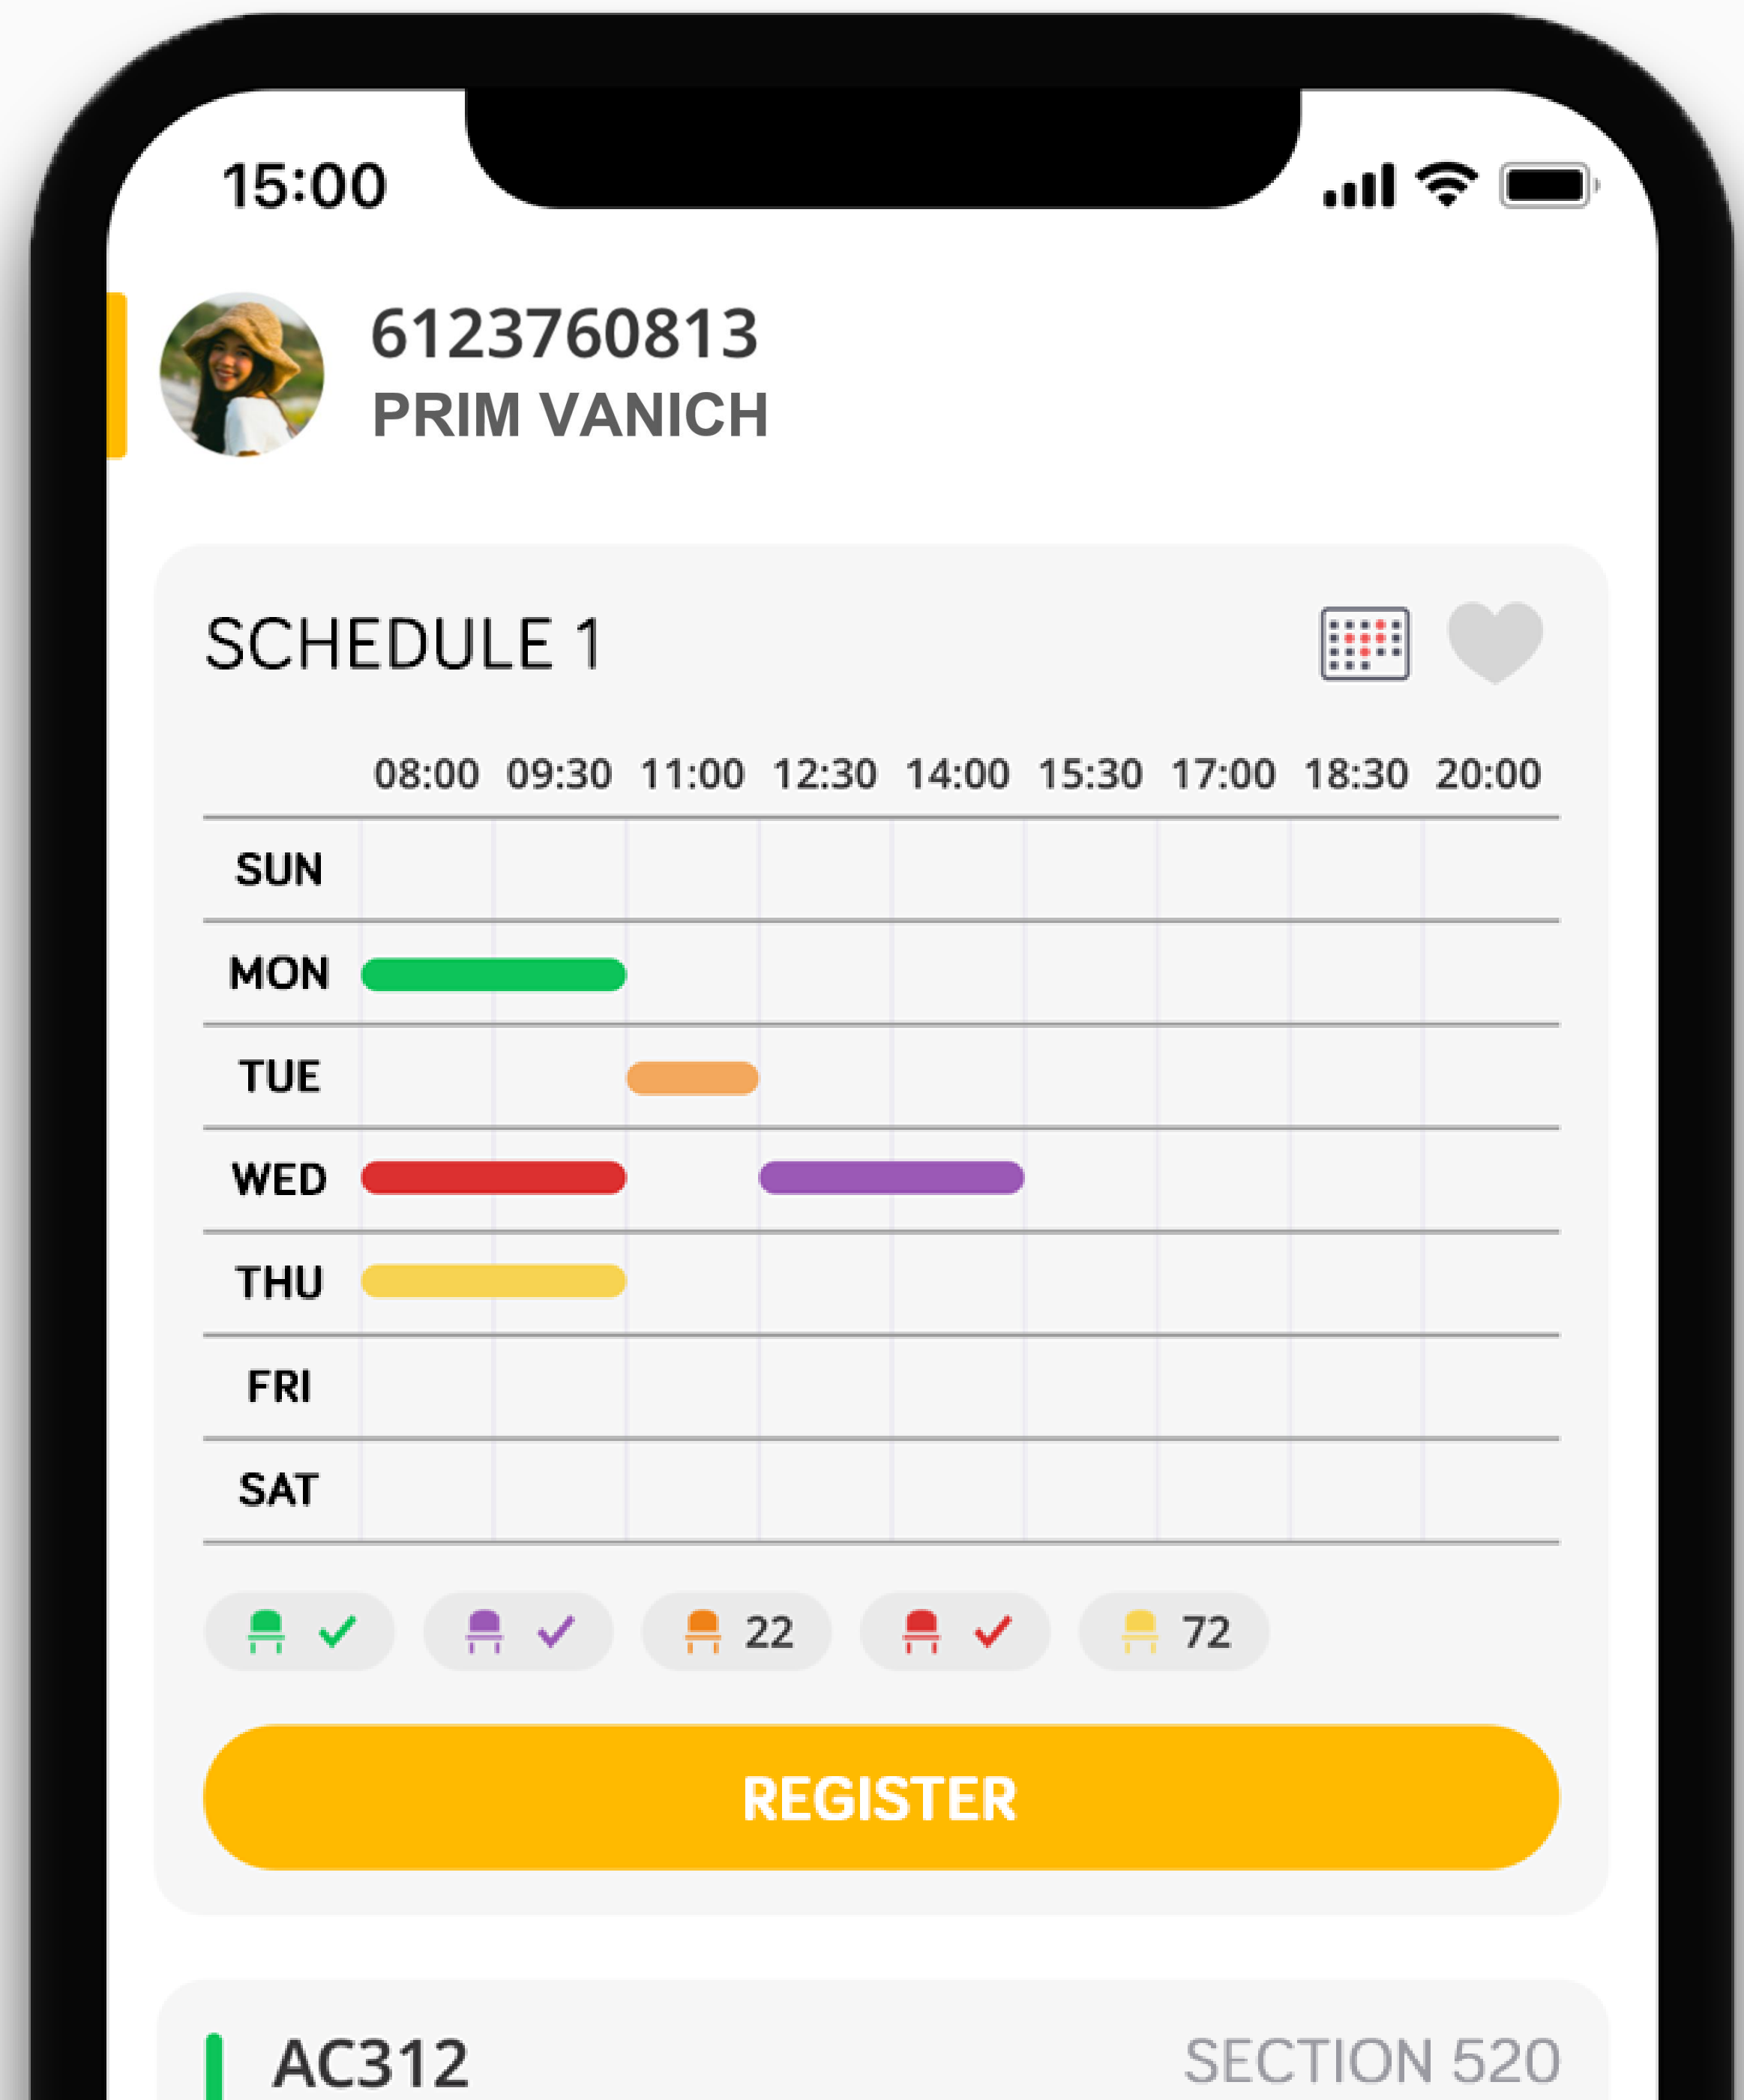 15:00
6123760813
PRIM VANICH
SCHEDULE 1
08:00 09:30 11:00 12:30 14:00 15:30 17:00 18:30 20:00
SUN
MON
TUE
WED
THU
FRI
SAT
22 72
REGISTER
AC312 SECTION 520